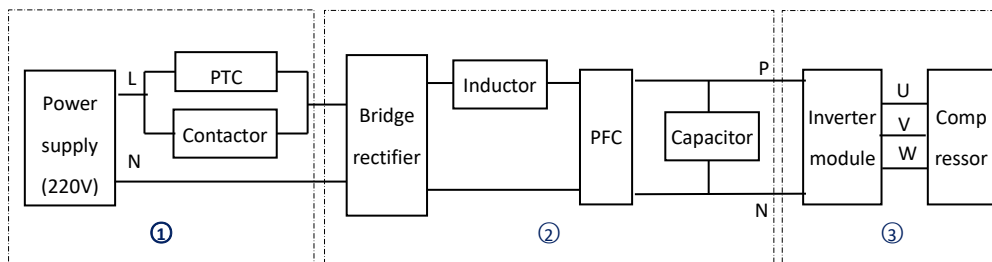 Power
supply
(220V)
L
N
PTC
Contactor
①
Bridge
rectifier
Inductor
PFC
Capacitor
P
N
②
Inverter
module
U
V
W
Comp
ressor
③